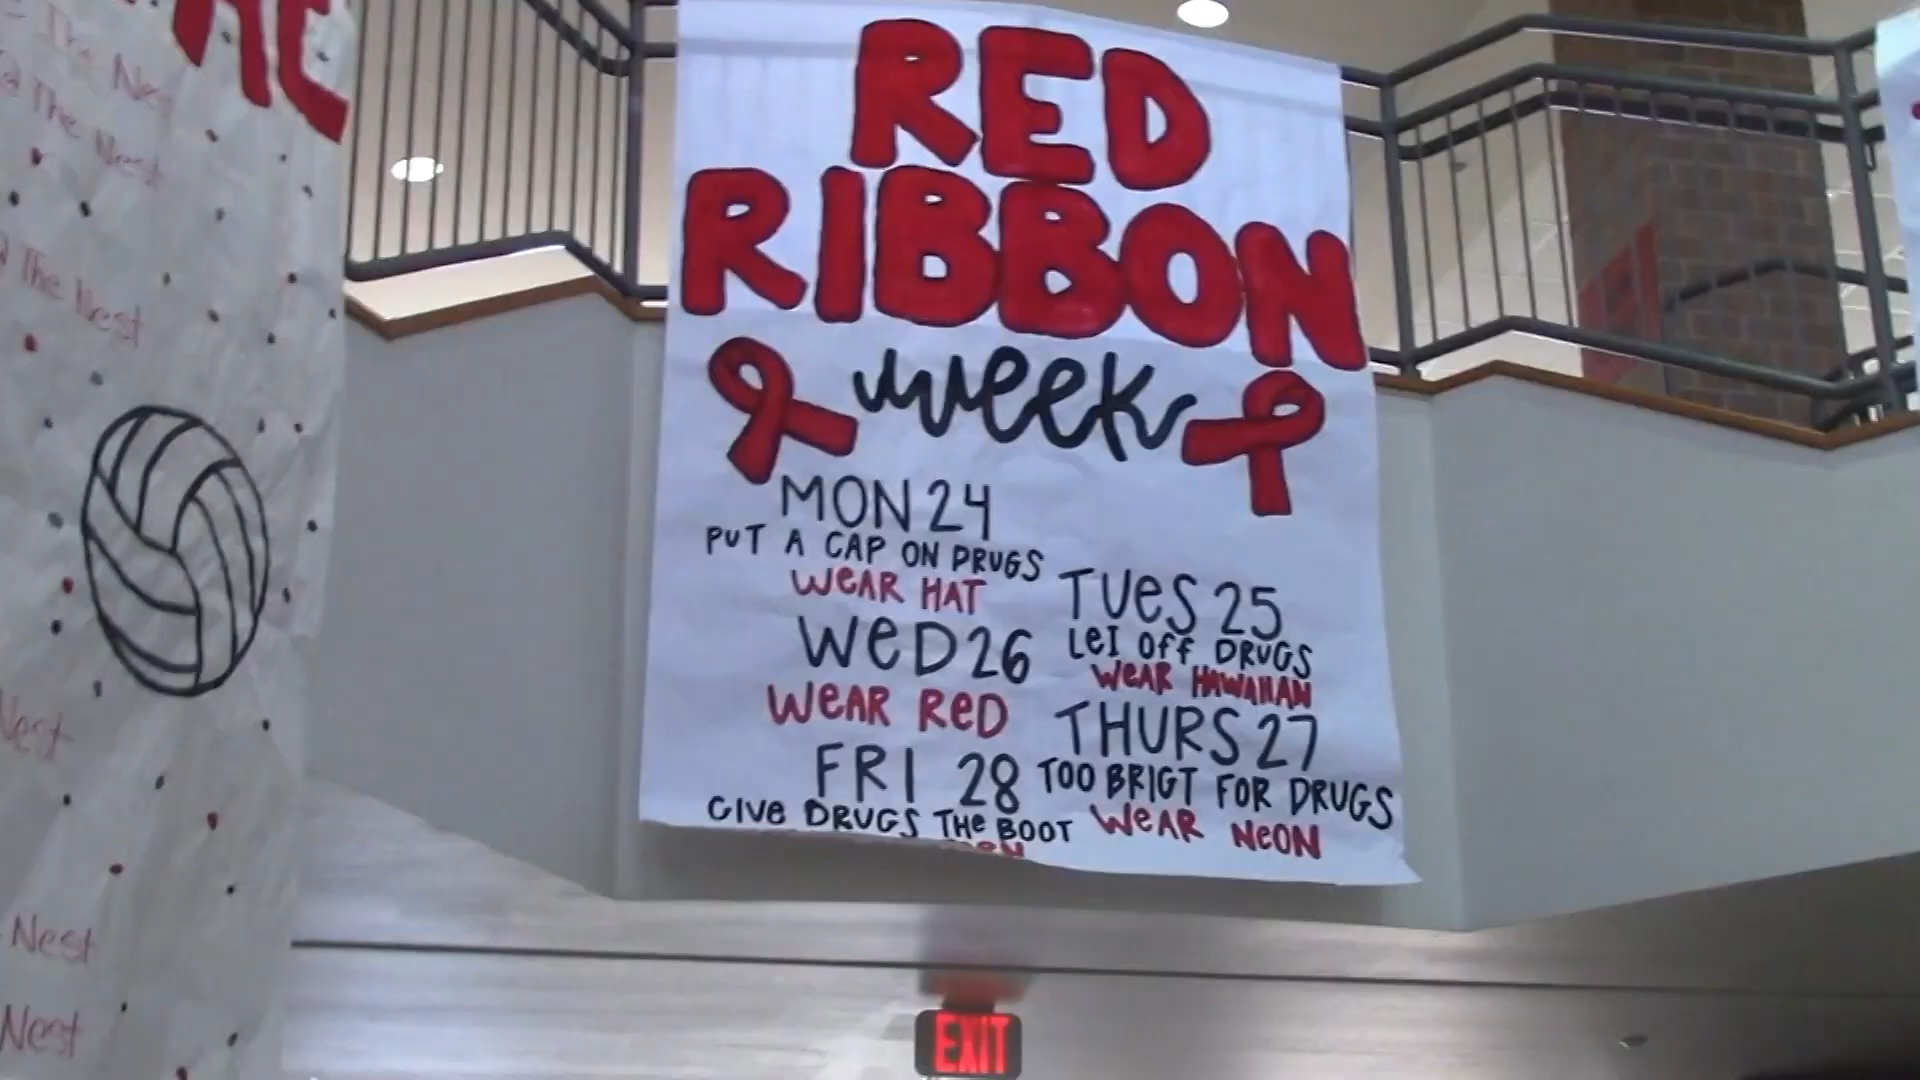 The Nest
@ The Nest
@ The Nest
Nest
Nest
Nest
RED
RIBBON
week
MON 24
PUT A CAP ON DRUGS
WEAR HAT
TUES 25
LEI OFF DRUGS
WEAR HAWAIIAN
WED 26
WEAR RED
THURS 27
TOO BRIGT FOR DRUGS
WEAR NEON
FRI 28
GIVE DRUGS THE BOOT
EXIT